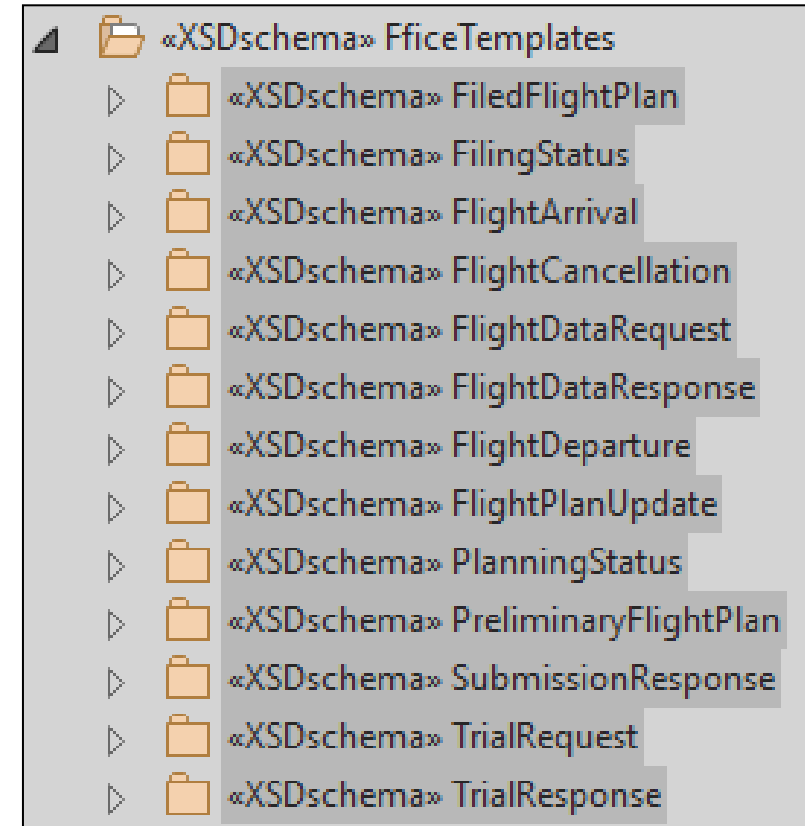 «XSDschema» FficeTemplates
«XSDschema» FiledFlightPlan
«XSDschema» FilingStatus
«XSDschema» FlightArrival
«XSDschema» FlightCancellation
«XSDschema» FlightDataRequest
«XSDschema» FlightDataResponse
«XSDschema» FlightDeparture
«XSDschema» FlightPlanUpdate
«XSDschema» PlanningStatus
«XSDschema» PreliminaryFlightPlan
«XSDschema» SubmissionResponse
«XSDschema» TrialRequest
«XSDschema» TrialResponse